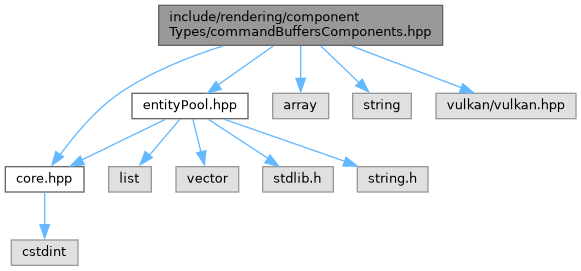 include/rendering/component
Types/commandBuffersComponents.hpp
entityPool.hpp
array
string
vulkan/vulkan.hpp
core.hpp
list
vector
stdlib.h
string.h
cstdint